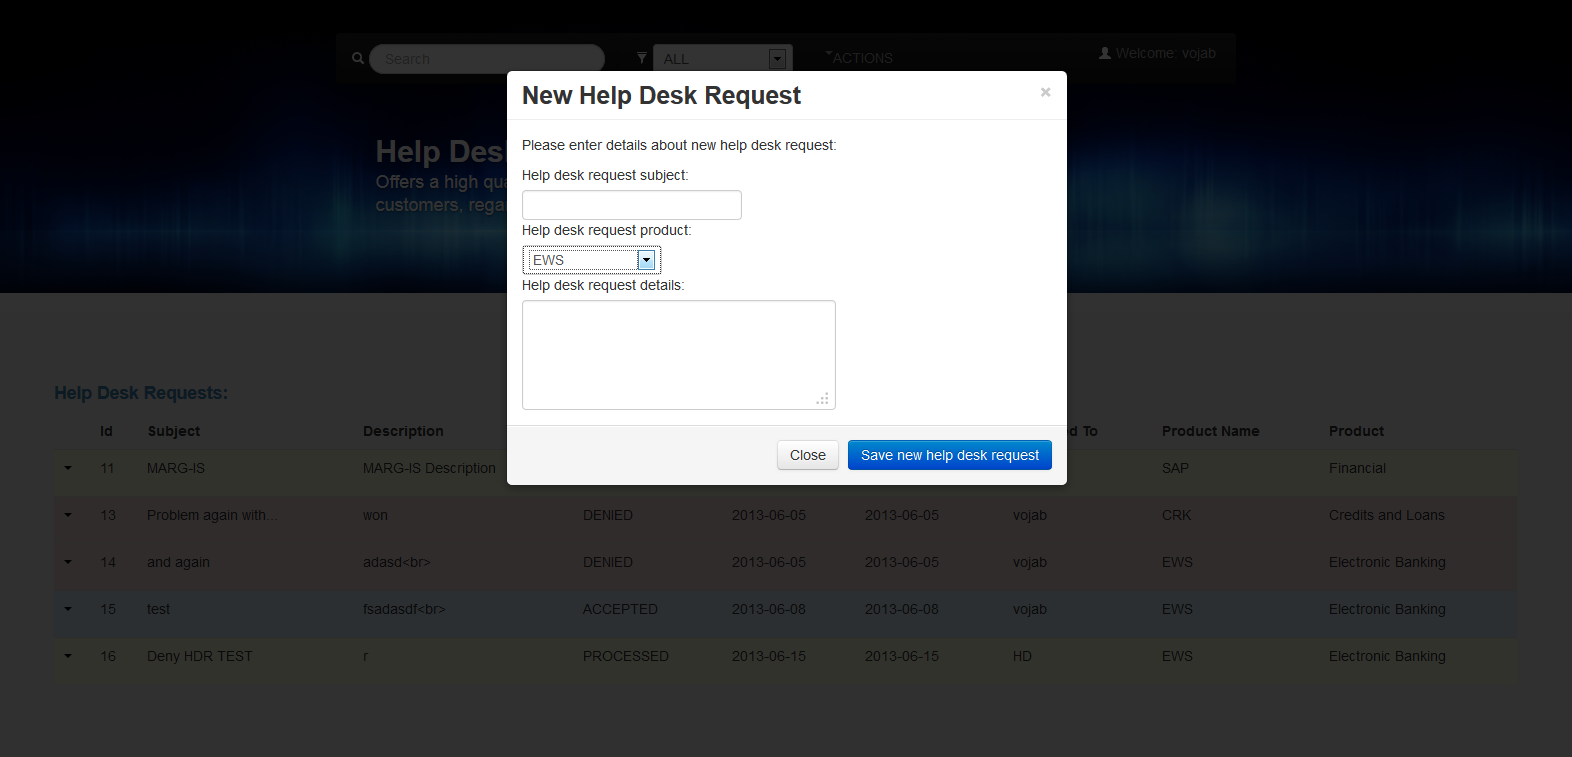 Search
ALL
ACTIONS
Welcome: vojab
New Help Desk Request
×
Help Des
Offers a high qua
customers, regar
Please enter details about new help desk request:
Help desk request subject:
Help desk request product:
EWS
Help desk request details:
Close
Save new help desk request
Help Desk Requests:
Id Subject Description d To Product Name Product
11 MARG-IS MARG-IS Description SAP Financial
13 Problem again with... won DENIED 2013-06-05 2013-06-05 vojab CRK Credits and Loans
14 and again adasd<br> DENIED 2013-06-05 2013-06-05 vojab EWS Electronic Banking
15 test fsadasdf<br> ACCEPTED 2013-06-08 2013-06-08 vojab EWS Electronic Banking
16 Deny HDR TEST r PROCESSED 2013-06-15 2013-06-15 HD EWS Electronic Banking